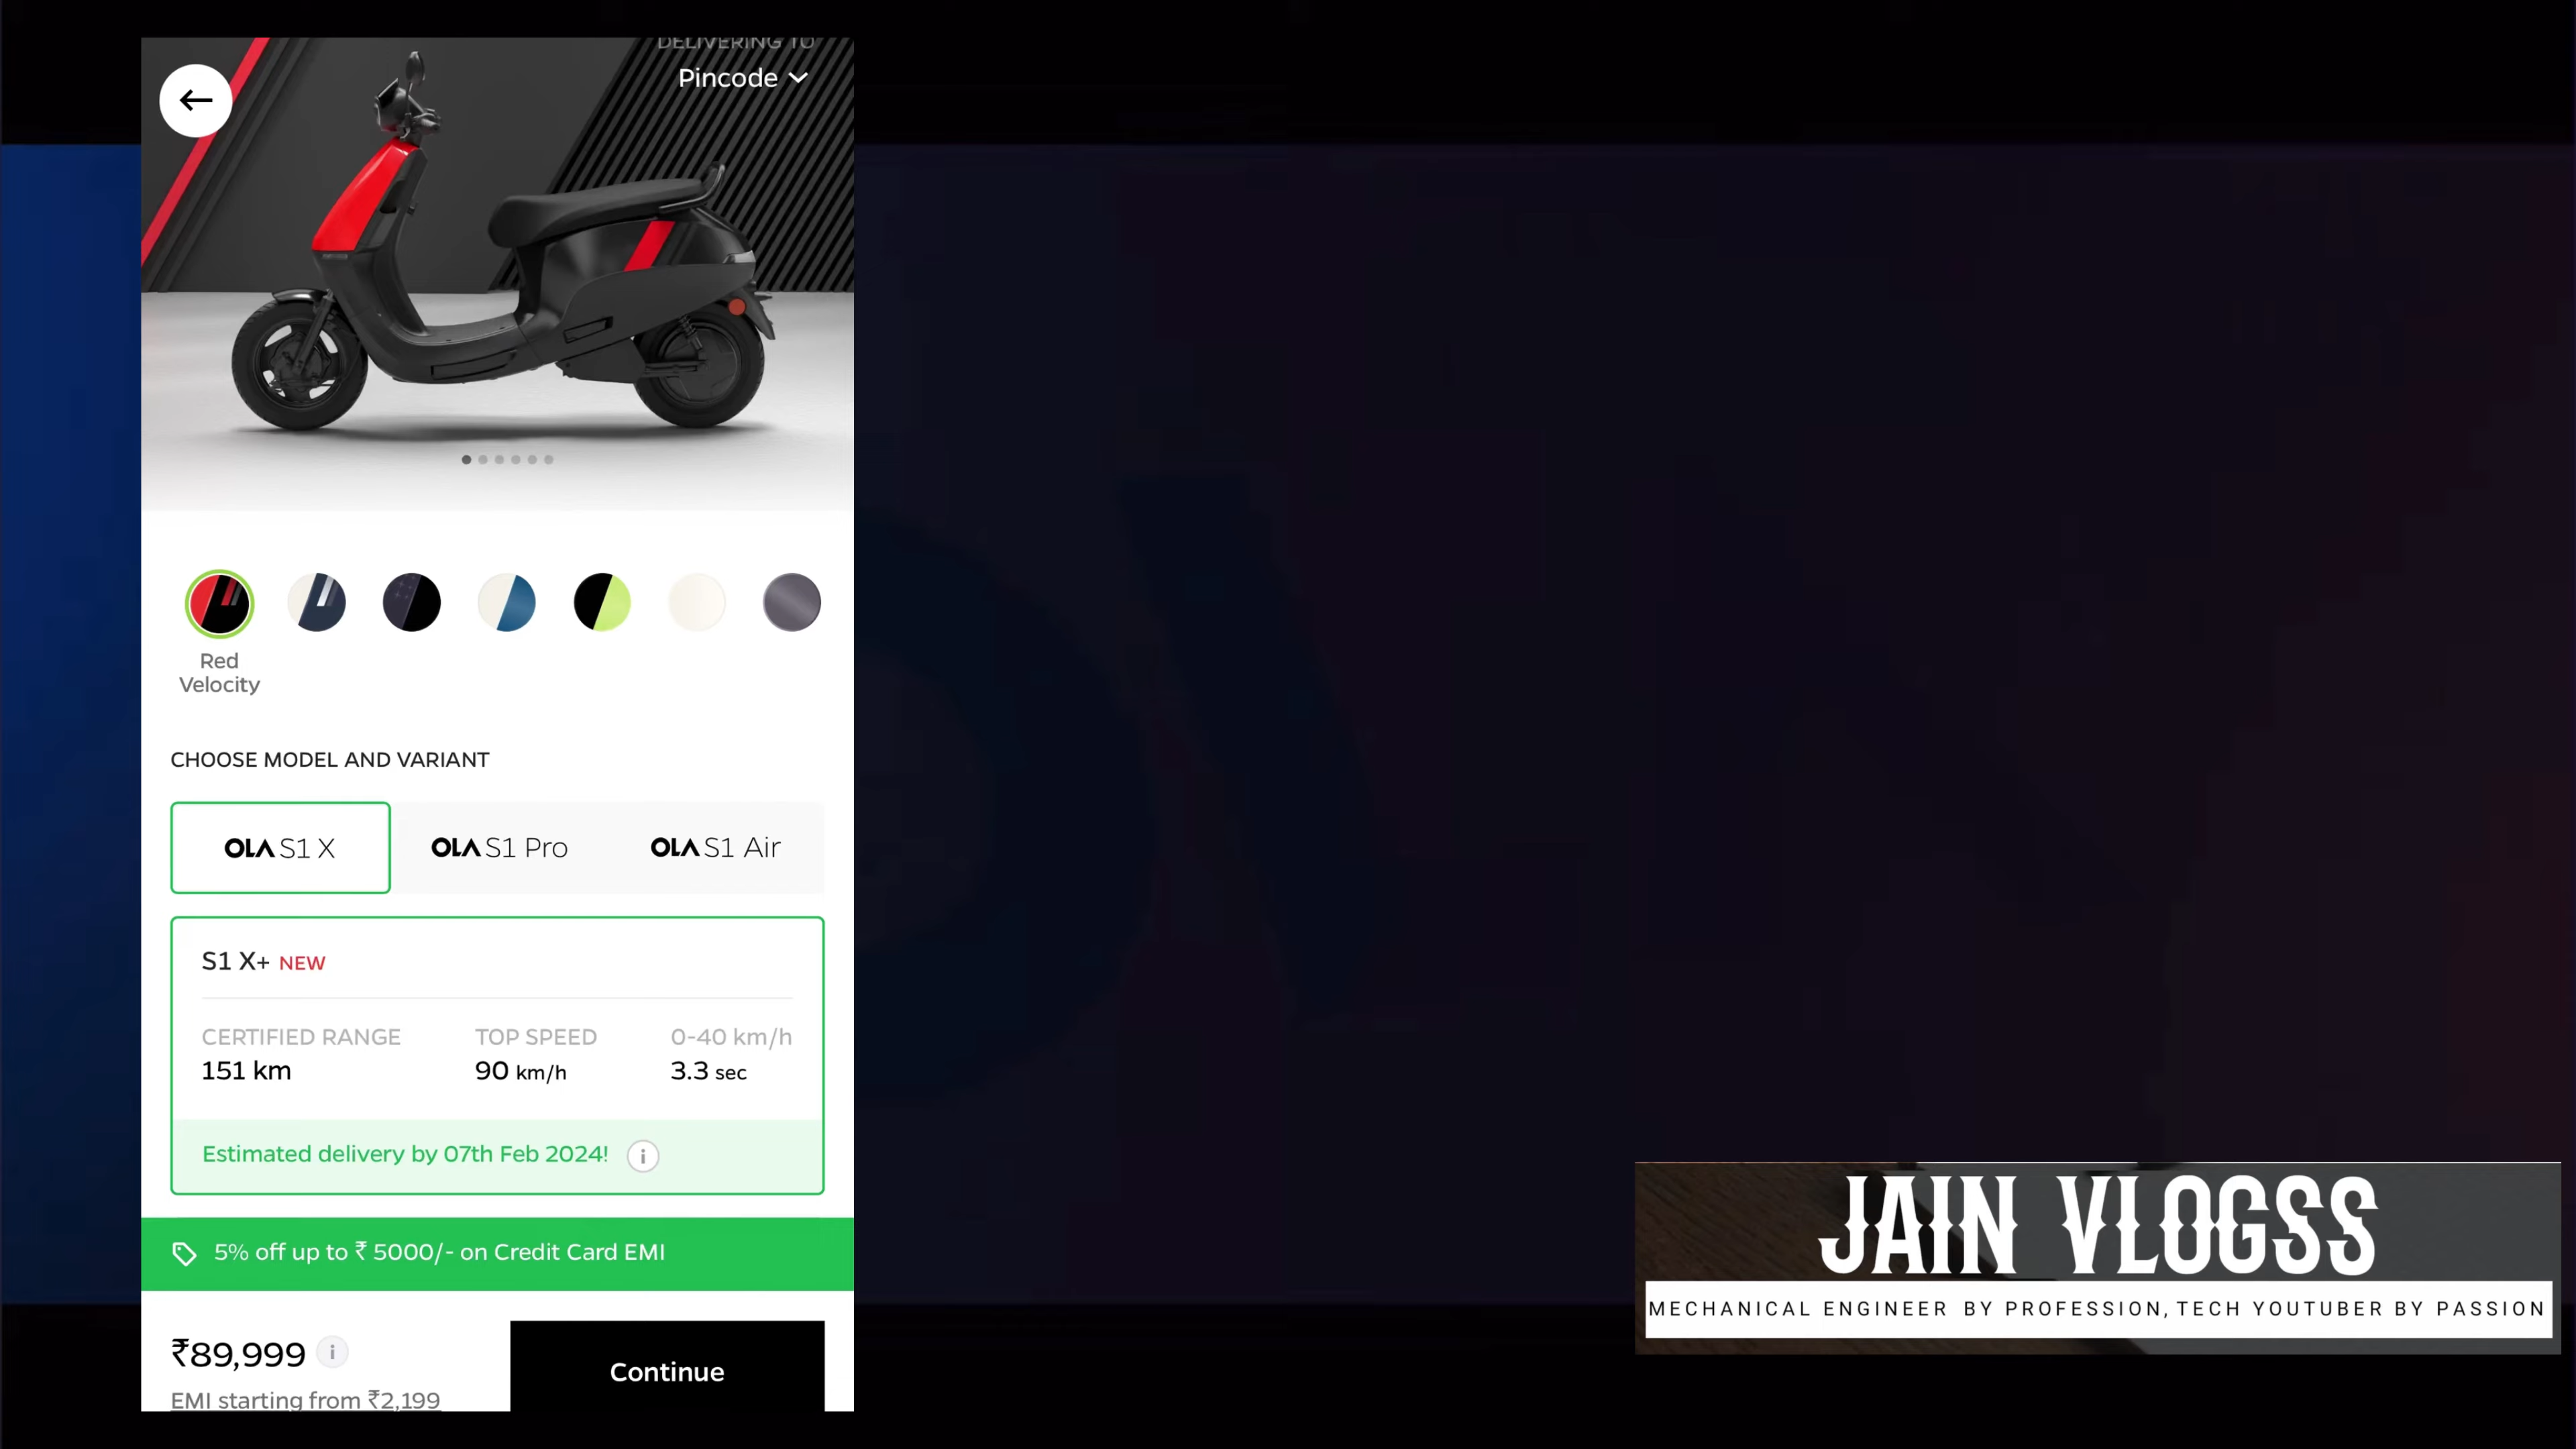 DELIVERING TO
Pincode
Red
Velocity
CHOOSE MODEL AND VARIANT
OLA S1 X
OLA S1 Pro
OLA S1 Air
S1 X+ NEW
CERTIFIED RANGE
TOP SPEED
0-40 km/h
151 km
90 km/h
3.3 sec
Estimated delivery by 07th Feb 2024!
5% off up to ₹ 5000/- on Credit Card EMI
₹89,999
Continue
EMI starting from ₹2,199
JAIN VLOGSS
MECHANICAL ENGINEER BY PROFESSION, TECH YOUTUBER BY PASSION